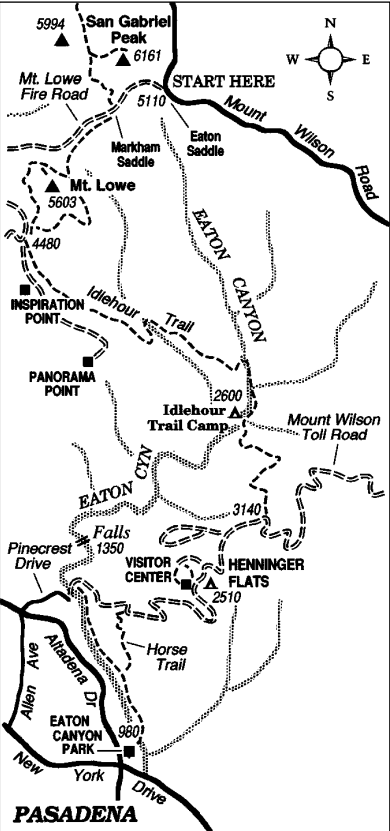 5994
San Gabriel
Peak
6161
N
W E
S
Mt. Lowe
Fire Road
START HERE
5110
Mount
Wilson
Road
Markham
Saddle
Eaton
Saddle
Mt. Lowe
5603
EATON
CANYON
4480
INSPIRATION
POINT
Idlehour
Trail
PANORAMA
POINT
2600
Idlehour
Trail Camp
Mount Wilson
Toll Road
EATON CYN
3140
Falls
1350
Pinecrest
Drive
VISITOR
CENTER
HENNINGER
FLATS
2510
Allen
Ave
Altadena
Dr
Horse
Trail
EATON
CANYON
PARK
980
New
York
Drive
PASADENA